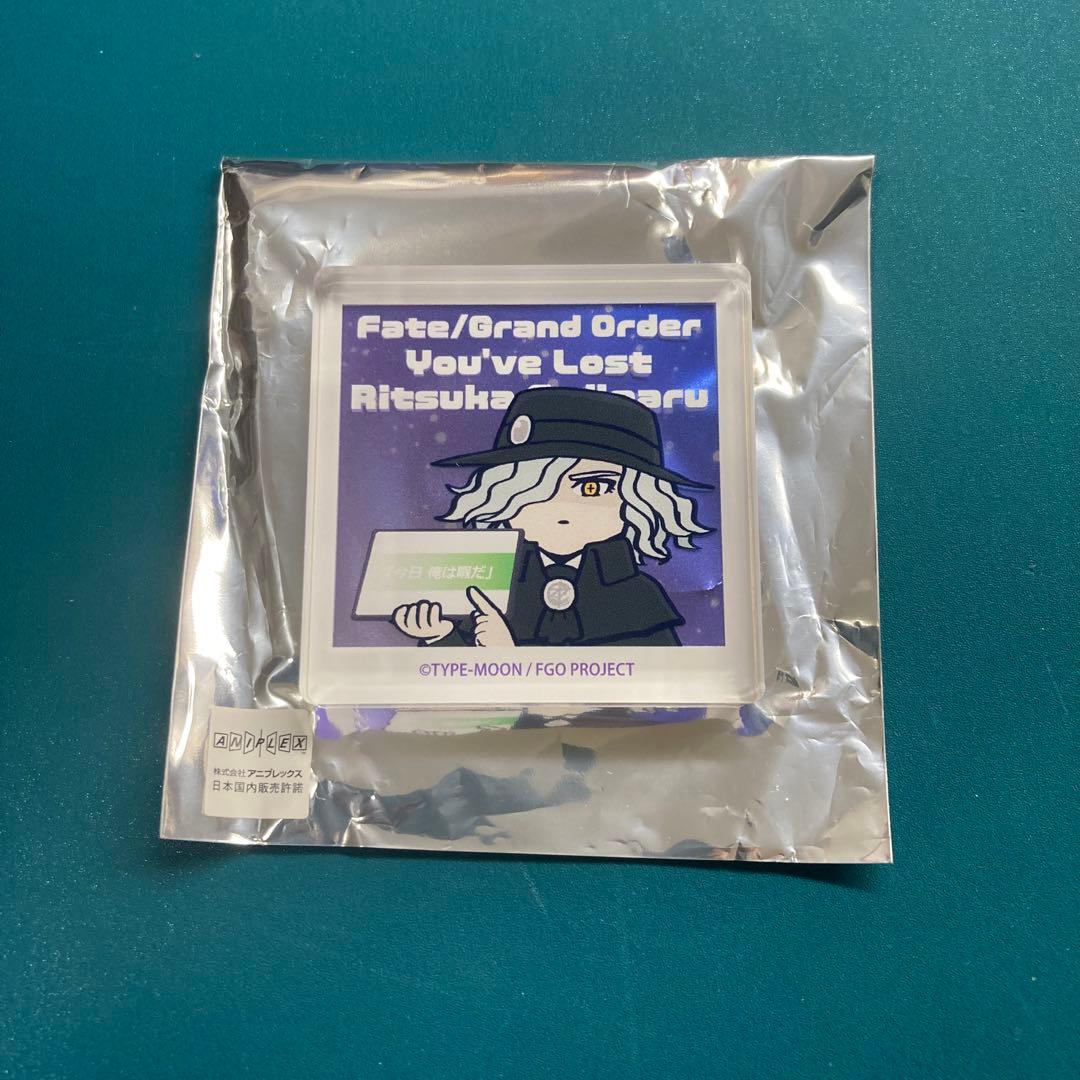 Fate/Grand Order
You've Lost
Ritsuka
「今日 俺は暇だ」
©TYPE-MOON / FGO PROJECT
ANIPLEX
株式会社アニプレックス
日本国内販売許諾